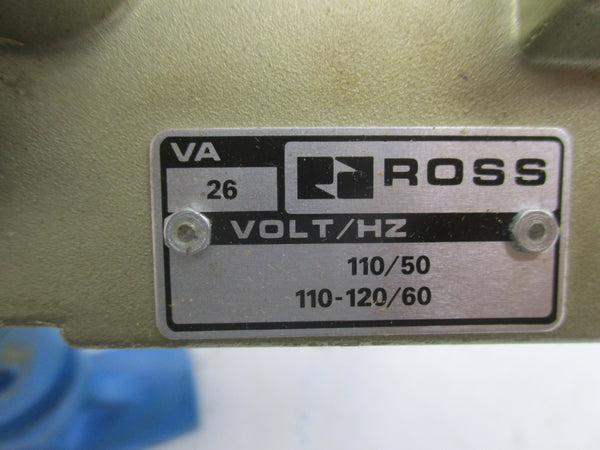 VA
26
ROSS
VOLT/HZ
110/50
110-120/60